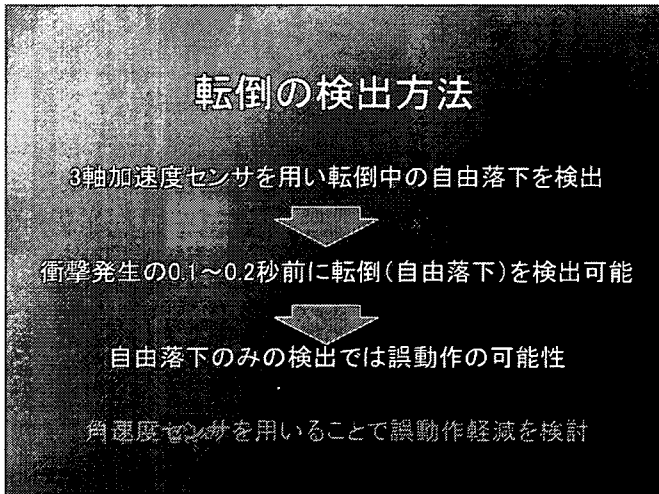 転倒の検出方法
3軸加速度センサを用い転倒中の自由落下を検出
衝撃発生の0.1～0.2秒前に転倒(自由落下)を検出可能
自由落下のみの検出では誤動作の可能性
角速度センサを用いることで誤動作軽減を検討